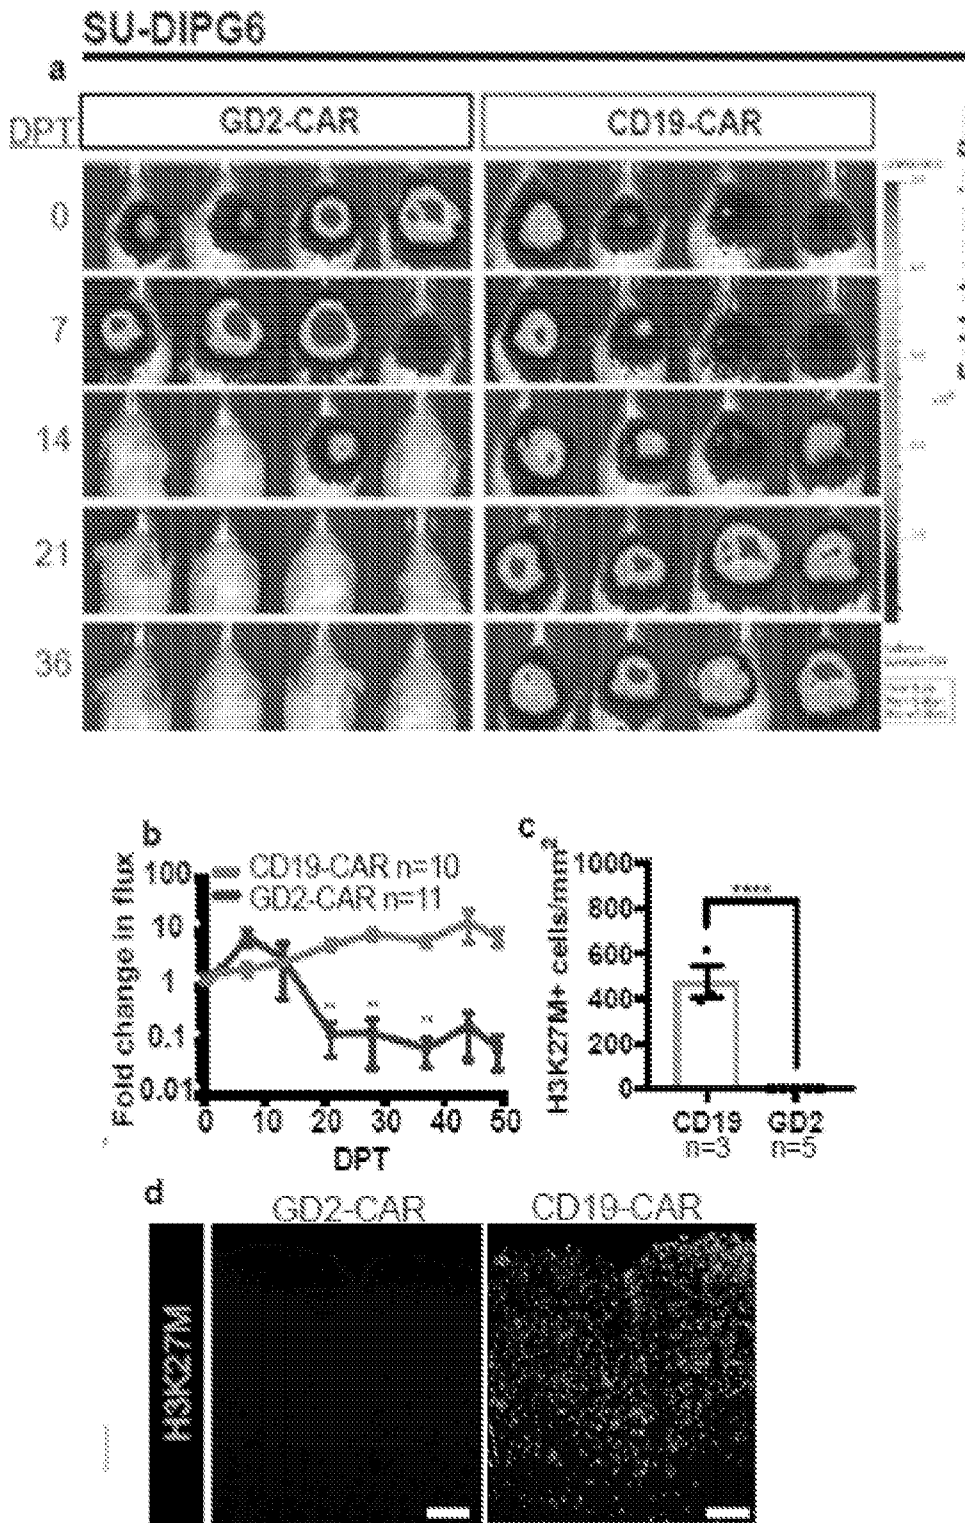 SU-DIPG6
a
DPT
GD2-CAR
CD19-CAR
0
7
14
21
36
b
Fold change in flux
100
10
1
0.1
0.01
CD19-CAR n=10
GD2-CAR n=11
**
**
*
0
10
20
30
40
50
DPT
c
H3K27M+ cells/mm²
1000
800
600
400
200
0
****
CD19
GD2
n=3
n=5
d
GD2-CAR
CD19-CAR
H3K27M